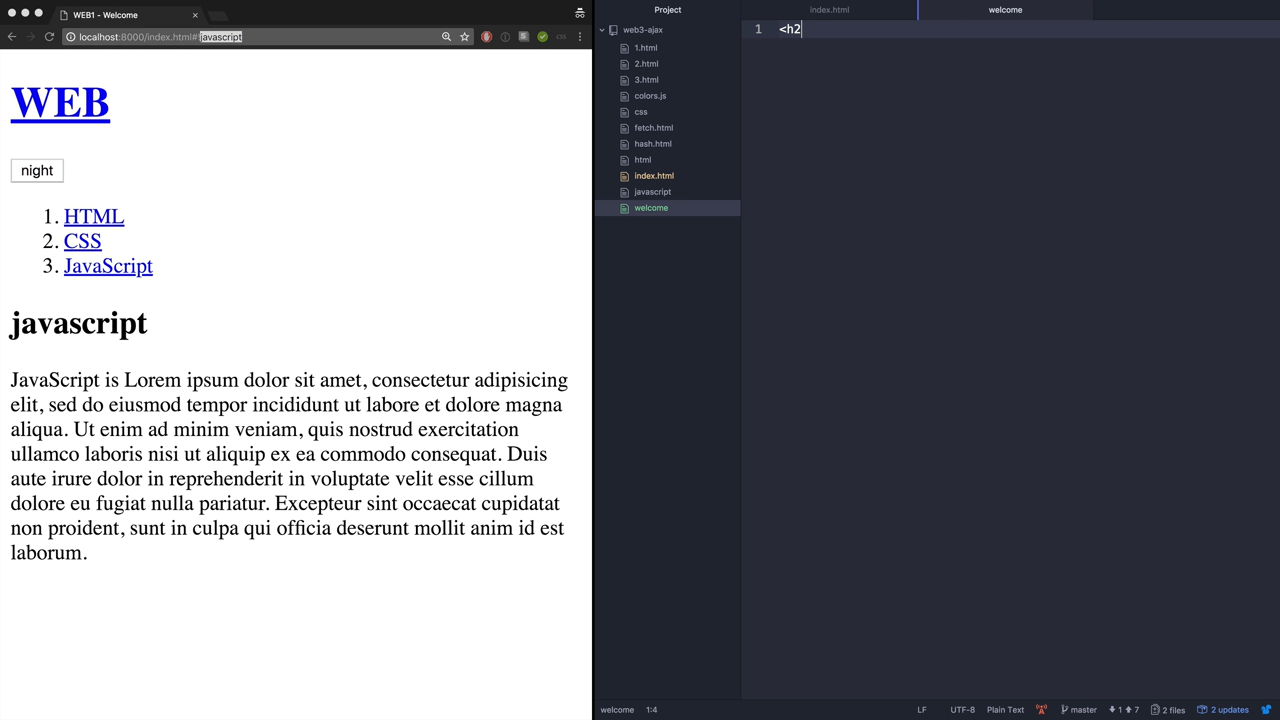 WEB1 - Welcome
localhost:8000/index.html#!javascript
WEB
night
1. HTML
2. CSS
3. JavaScript
javascript
JavaScript is Lorem ipsum dolor sit amet, consectetur adipisicing
elit, sed do eiusmod tempor incididunt ut labore et dolore magna
aliqua. Ut enim ad minim veniam, quis nostrud exercitation
ullamco laboris nisi ut aliquip ex ea commodo consequat. Duis
aute irure dolor in reprehenderit in voluptate velit esse cillum
dolore eu fugiat nulla pariatur. Excepteur sint occaecat cupidatat
non proident, sunt in culpa qui officia deserunt mollit anim id est
laborum.
Project
web3-ajax
1.html
2.html
3.html
colors.js
css
fetch.html
hash.html
html
index.html
javascript
welcome
index.html
welcome
1 <h2
welcome 1:4
LF UTF-8 Plain Text master 1 7 2 files 2 updates